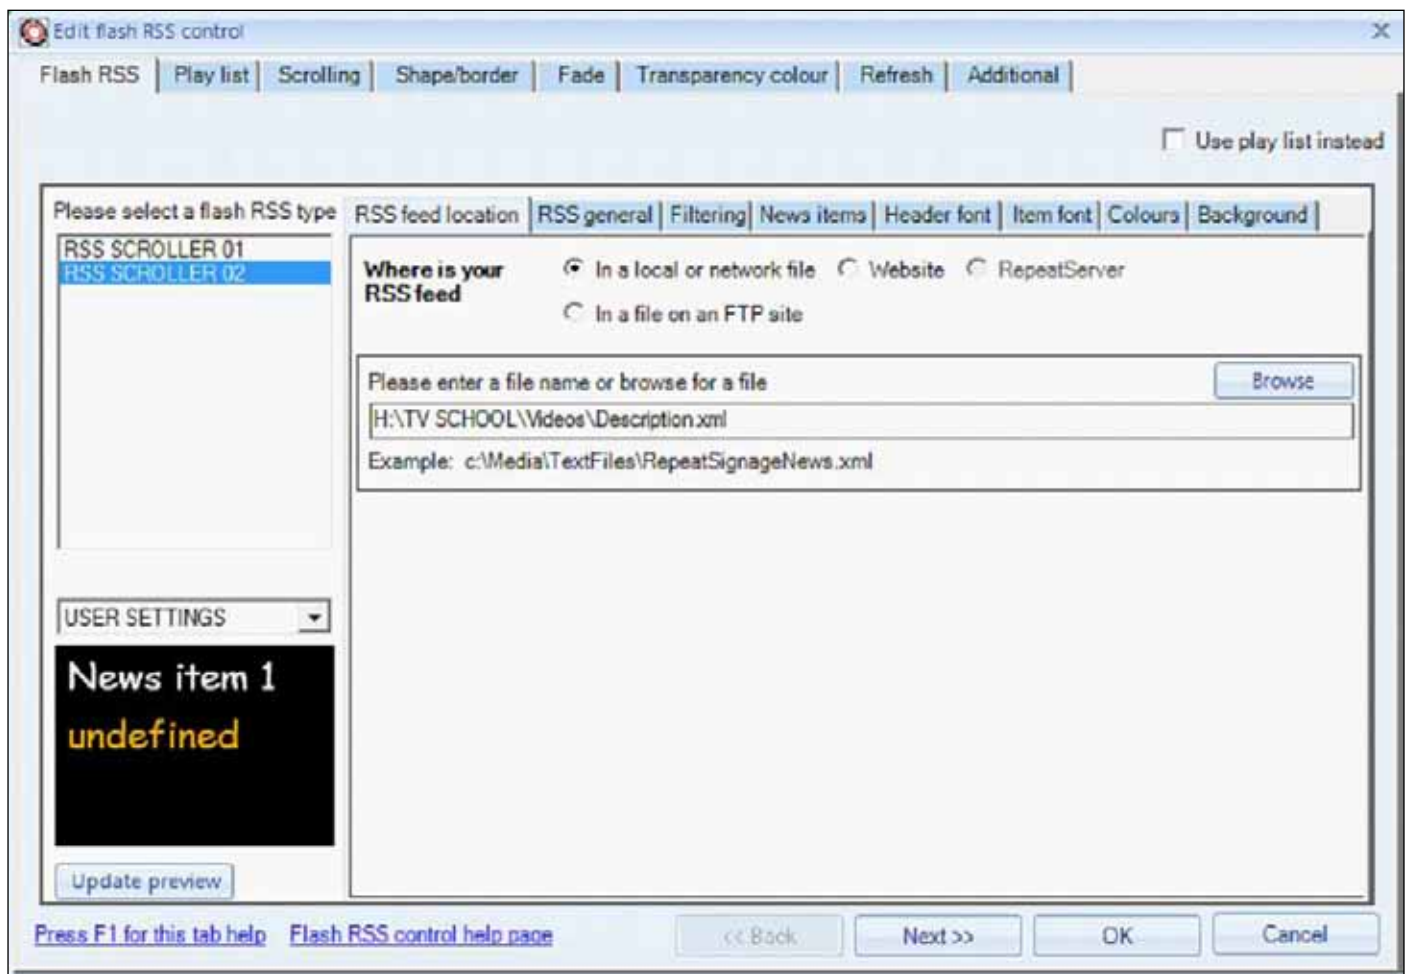 Edit flash RSS control
Flash RSS Play list Scrolling Shape/border Fade Transparency colour Refresh Additional
Use play list instead
Please select a flash RSS type
RSS SCROLLER 01
RSS SCROLLER 02
RSS feed location RSS general Filtering News items Header font Item font Colours Background
Where is your
RSS feed
In a local or network file Website RepeatServer
In a file on an FTP site
Please enter a file name or browse for a file
Browse
H:\TV SCHOOL\Videos\Description.xml
Example: c:\Media\TextFiles\RepeatSignageNews.xml
USER SETTINGS
News item 1
undefined
Update preview
Press F1 for this tab help Flash RSS control help page << Back Next >> OK Cancel